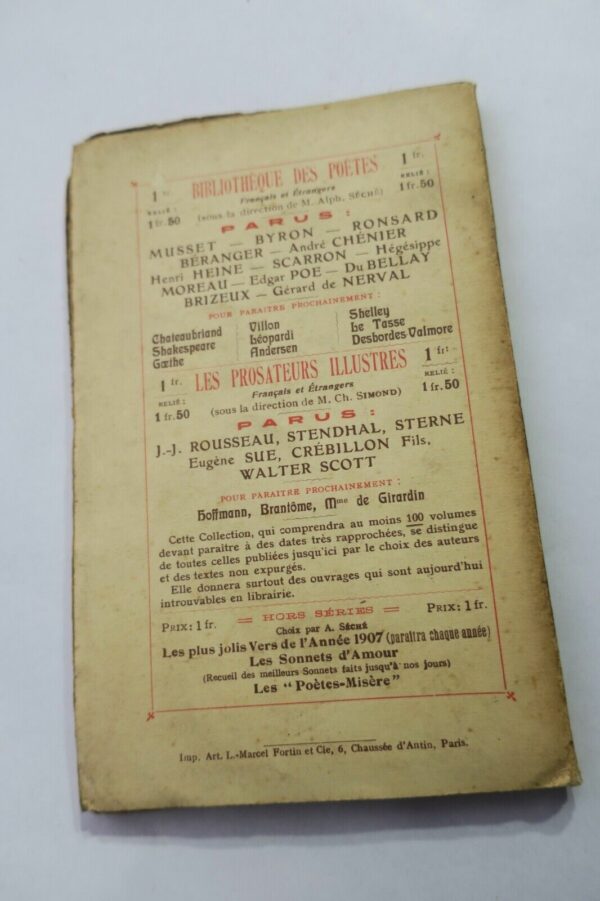 1 fr. BIBLIOTHÈQUE DES POÈTES 1 fr.
Français et Étrangers
RELIÉ : 1 fr. 50 (sous la direction de M. Alph. SÉCHÉ) RELIÉ : 1 fr. 50
PARUS :
MUSSET — BYRON — RONSARD
BÉRANGER — André CHÉNIER
Henri HEINE — SCARRON — Hégésippe
MOREAU — Edgar POE — Du BELLAY
BRIZEUX — Gérard de NERVAL
POUR PARAITRE PROCHAINEMENT :
Chateaubriand Villon Shelley
Shakespeare Léopardi Le Tasse
Gœthe Andersen Desbordes Valmore
1 fr. LES PROSATEURS ILLUSTRES 1 fr:
Français et Étrangers
RELIÉ : 1 fr. 50 (sous la direction de M. Ch. SIMOND) RELIÉ : 1 fr. 50
PARUS :
J.-J. ROUSSEAU, STENDHAL, STERNE
Eugène SUE, CRÉBILLON Fils.
WALTER SCOTT
POUR PARAITRE PROCHAINEMENT :
Hoffmann, Brantôme, Mme de Girardin
Cette Collection, qui comprendra au moins 100 volumes
devant paraître à des dates très rapprochées, se distingue
de toutes celles publiées jusqu'ici par le choix des auteurs
et des textes non expurgés.
Elle donnera surtout des ouvrages qui sont aujourd'hui
introuvables en librairie.
PRIX : 1 fr. HORS SÉRIES PRIX : 1 fr.
Choix par A. SÉCHÉ
Les plus jolis Vers de l'Année 1907 (paraîtra chaque année)
Les Sonnets d'Amour
(Recueil des meilleurs Sonnets faits jusqu'à nos jours)
Les "Poètes-Misère"
Imp. Art. L.-Marcel Fortin et Cie, 6, Chaussée d'Antin, Paris.